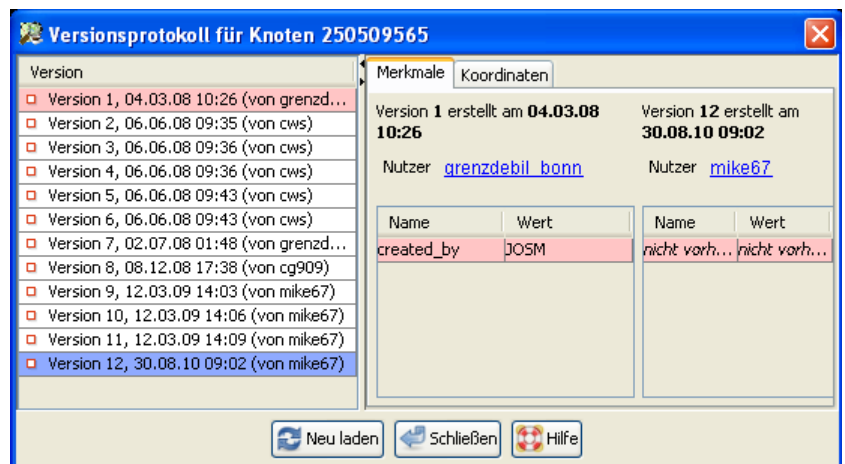 Versionsprotokoll für Knoten 250509565
Version
Version 1, 04.03.08 10:26 (von grenzd...
Version 2, 06.06.08 09:35 (von cws)
Version 3, 06.06.08 09:36 (von cws)
Version 4, 06.06.08 09:36 (von cws)
Version 5, 06.06.08 09:43 (von cws)
Version 6, 06.06.08 09:43 (von cws)
Version 7, 02.07.08 01:48 (von grenzd...
Version 8, 08.12.08 17:38 (von cg909)
Version 9, 12.03.09 14:03 (von mike67)
Version 10, 12.03.09 14:06 (von mike67)
Version 11, 12.03.09 14:09 (von mike67)
Version 12, 30.08.10 09:02 (von mike67)
Merkmale Koordinaten
Version 1 erstellt am 04.03.08
10:26
Nutzer grenzdebil_bonn
Name Wert
created_by JOSM
Version 12 erstellt am
30.08.10 09:02
Nutzer mike67
Name Wert
nicht vorh... nicht vorh...
Neu laden Schließen Hilfe